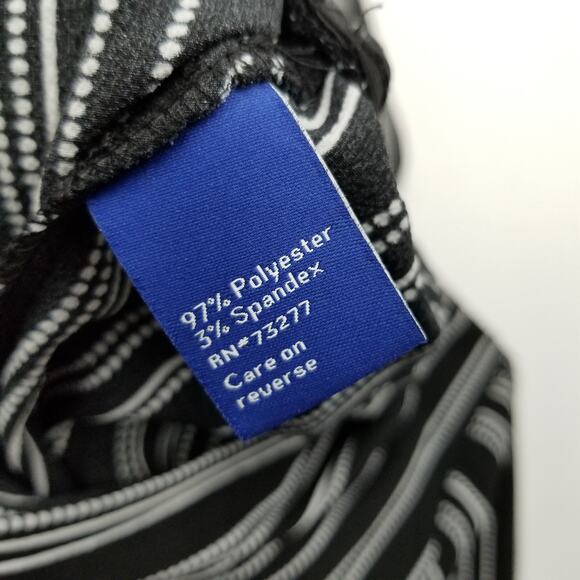 97% Polyester
3% Spandex
RN#73277
Care on
reverse